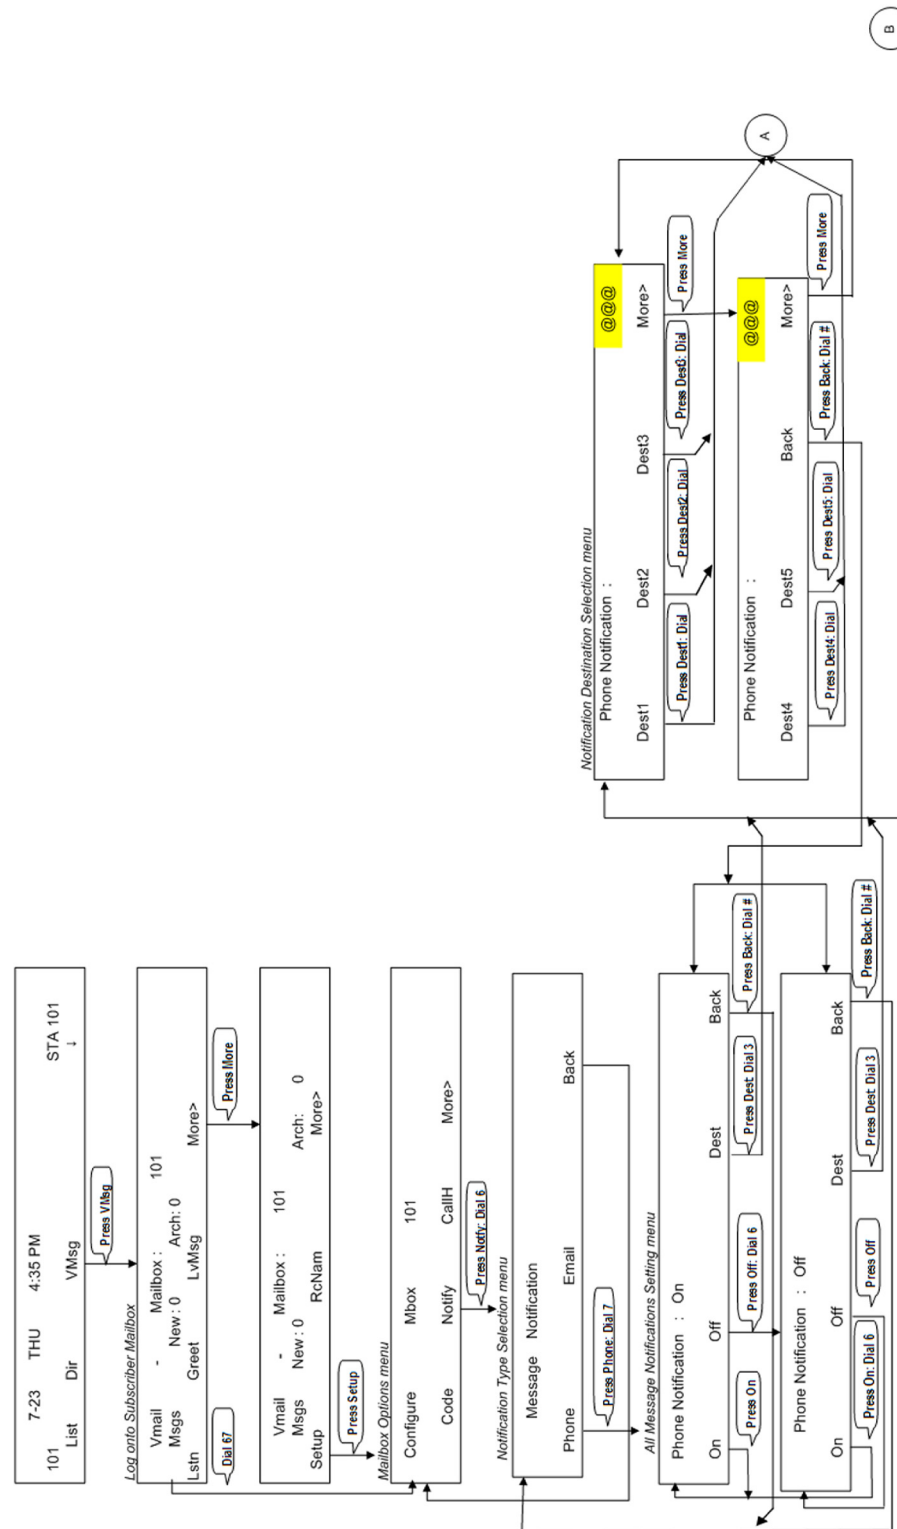 101 7-23 THU 4:35 PM STA 101
List Dir VMsg ↓
Press VMsg
Log onto Subscriber Mailbox
Vmail - Mailbox : 101
Msgs New : 0 Arch: 0
Lstn Greet LvMsg More>
Dial 67
Press More
Vmail - Mailbox : 101
Msgs New : 0 Arch: 0
Setup RcNam More>
Press Setup
Mailbox Options menu
Configure Mbox 101
Code Notify CallH More>
Press Notfy: Dial 6
Notification Type Selection menu
Message Notification
Phone Email Back
Press Phone: Dial 7
All Message Notifications Setting menu
Phone Notification : On
On Off Dest Back
Press On
Press Off: Dial 6
Press Dest Dial 3
Press Back: Dial #
Phone Notification : Off
On Off Dest Back
Press On: Dial 6
Press Off
Press Dest Dial 3
Press Back: Dial #
Notification Destination Selection menu
Phone Notification : @@@
Dest1 Dest2 Dest3 More>
Press Dest1: Dial
Press Dest2: Dial
Press Dest3: Dial
Press More
Phone Notification : @@@
Dest4 Dest5 Back More>
Press Dest4: Dial
Press Dest5: Dial
Press Back: Dial #
Press More
A
B